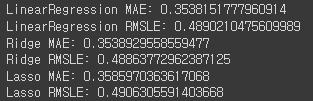 LinearRegression MAE: 0.3538151777960914
LinearRegression RMSLE: 0.4890210475609989
Ridge MAE: 0.3538929558559477
Ridge RMSLE: 0.48863772962387125
Lasso MAE: 0.3585970363617068
Lasso RMSLE: 0.4906305591403668